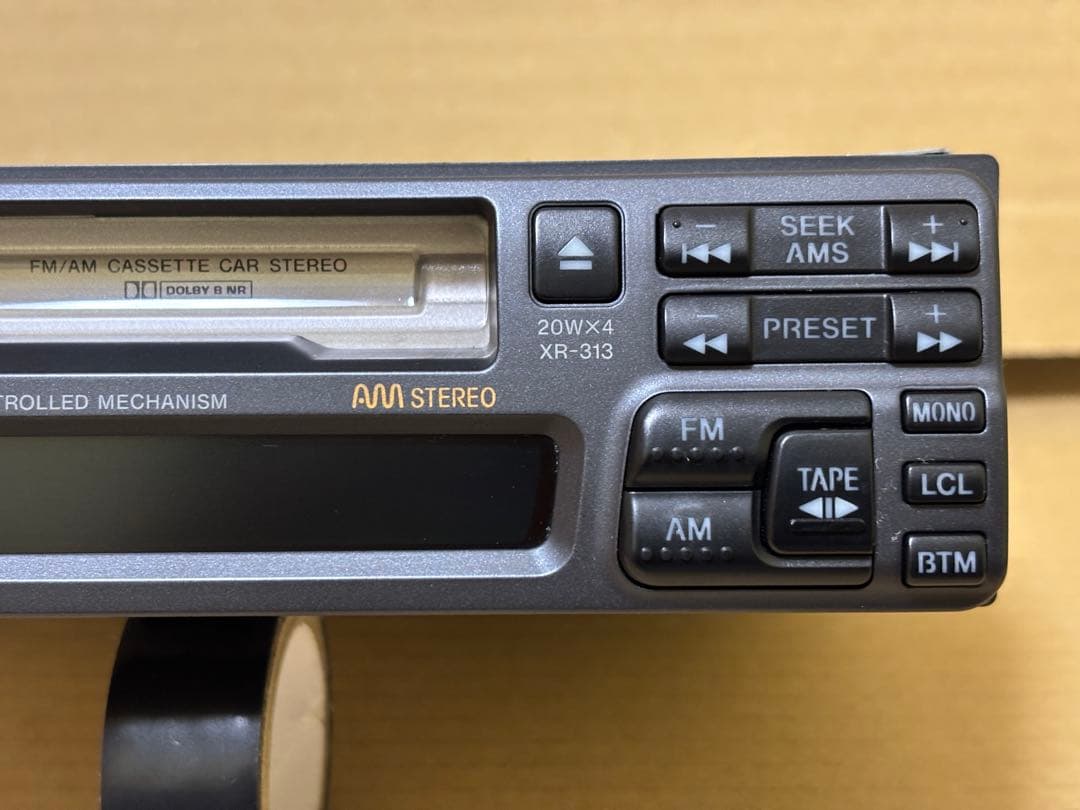 FM/AM CASSETTE CAR STEREO
DOLBY B NR
20W×4
XR-313
TROLLED MECHANISM
AM STEREO
− SEEK +
AMS
− PRESET +
FM
AM
TAPE
MONO
LCL
BTM